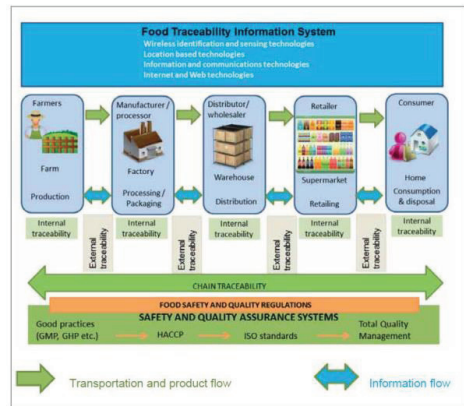 Food Traceability Information System
Wireless identification and sensing technologies
Location based technologies
Information and communications technologies
Internet and Web technologies
Farmers
Farm
Production
Manufacturer /
processor
Factory
Processing /
Packaging
Distributor/
wholesaler
Warehouse
Distribution
Retailer
Supermarket
Retailing
Consumer
Home
Consumption
& disposal
Internal
traceability
External
traceability
Internal
traceability
External
traceability
Internal
traceability
External
traceability
Internal
traceability
External
traceability
Internal
traceability
CHAIN TRACEABILITY
FOOD SAFETY AND QUALITY REGULATIONS
SAFETY AND QUALITY ASSURANCE SYSTEMS
Good practices
(GMP, GHP etc.)
HACCP
ISO standards
Total Quality
Management
Transportation and product flow
Information flow